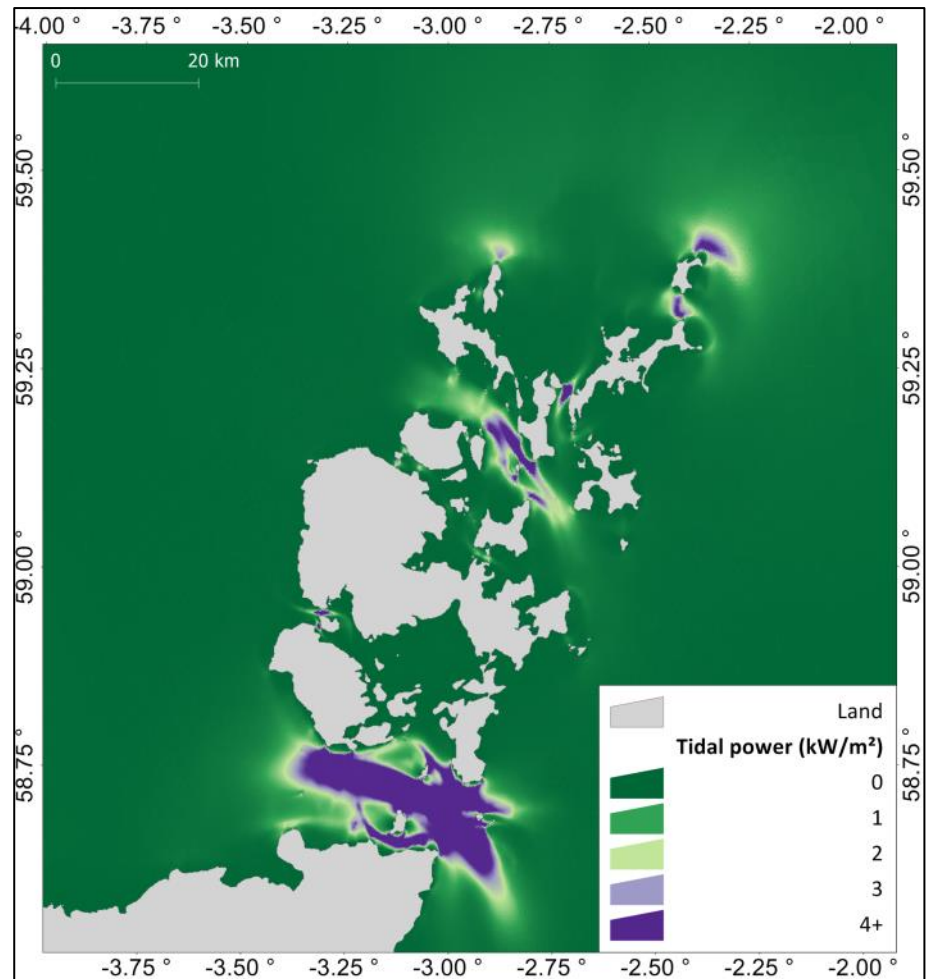 -4.00 ° -3.75 ° -3.50 ° -3.25 ° -3.00 ° -2.75 ° -2.50 ° -2.25 ° -2.00 °
0 20 km
59.50 ° 59.50 °
59.25 ° 59.25 °
59.00 ° 59.00 °
58.75 ° 58.75 °
Land
Tidal power (kW/m²)
0
1
2
3
4+
-3.75 ° -3.50 ° -3.25 ° -3.00 ° -2.75 ° -2.50 ° -2.25 ° -2.00 °